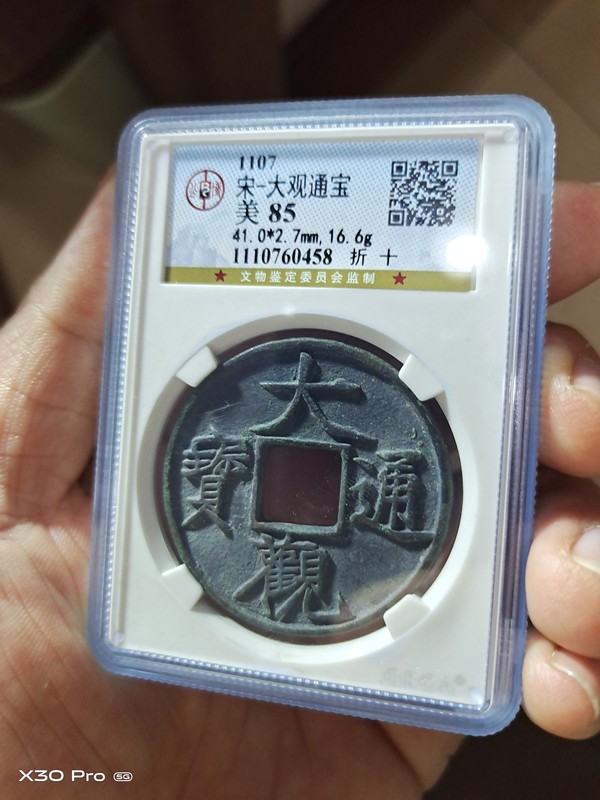 1107
宋-大观通宝
美 85
41.0*2.7mm, 16.6g
1110760458 折 十
★ 文物鉴定委员会监制 ★
大
寳 通
觀
X30 Pro 5G